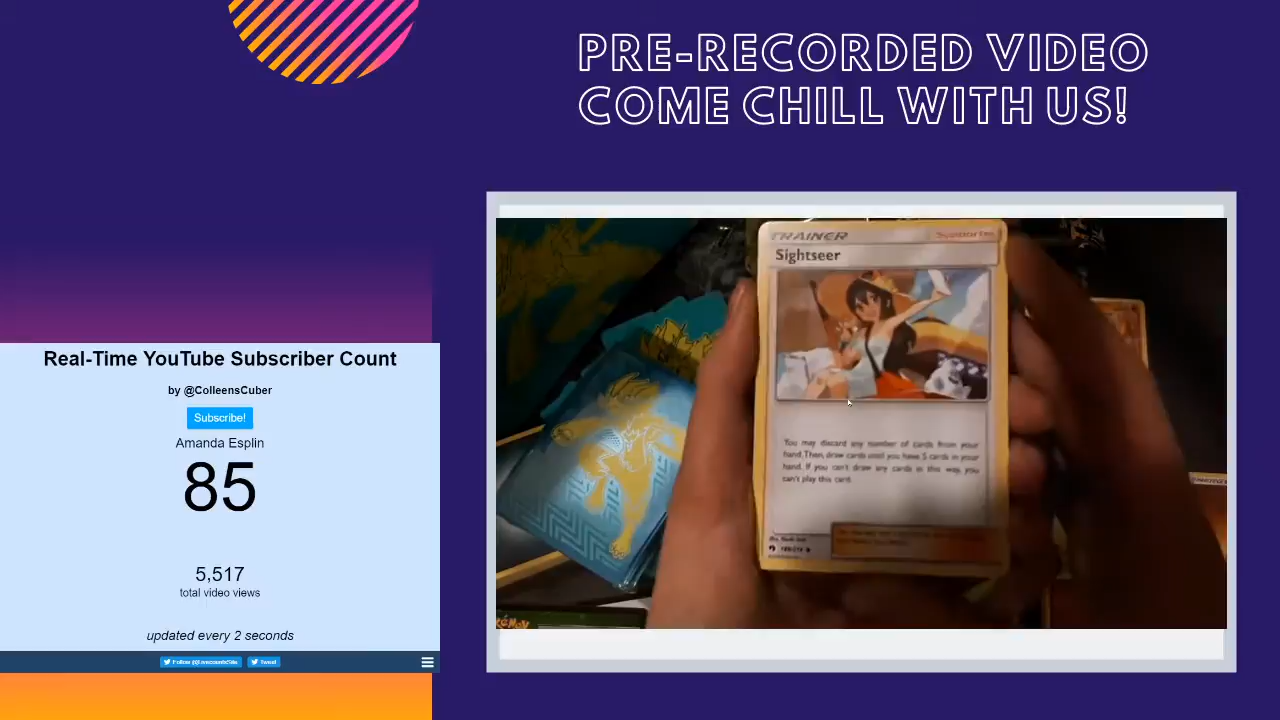 PRE-RECORDED VIDEO
COME CHILL WITH US!
Real-Time YouTube Subscriber Count
by @ColleensCuber
Subscribe!
Amanda Esplin
85
5,517
total video views
updated every 2 seconds
Tweet
TRAINER
Supporter
Sightseer
You may discard any number of cards from your
hand. Then, draw cards until you have 5 cards in your
hand. If you can't draw any cards in this way, you
can't play this card.